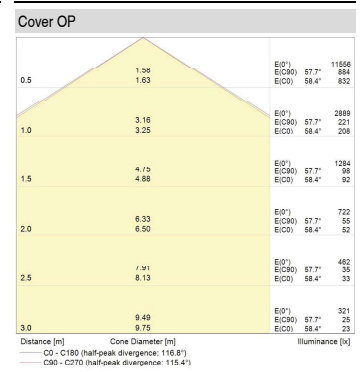 Cover OP
0.5 1.58 1.63 E(0°) 11556
E(C90) 57.7° 884
E(C0) 58.4° 832
1.0 3.16 3.25 E(0°) 2889
E(C90) 57.7° 221
E(C0) 58.4° 208
1.5 4.75 4.88 E(0°) 1284
E(C90) 57.7° 98
E(C0) 58.4° 92
2.0 6.33 6.50 E(0°) 722
E(C90) 57.7° 55
E(C0) 58.4° 52
2.5 7.91 8.13 E(0°) 462
E(C90) 57.7° 35
E(C0) 58.4° 33
3.0 9.49 9.75 E(0°) 321
E(C90) 57.7° 25
E(C0) 58.4° 23
Distance [m] Cone Diameter [m] Illuminance [lx]
C0 - C180 (half-peak divergence: 116.8°)
C90 - C270 (half-peak divergence: 115.4°)